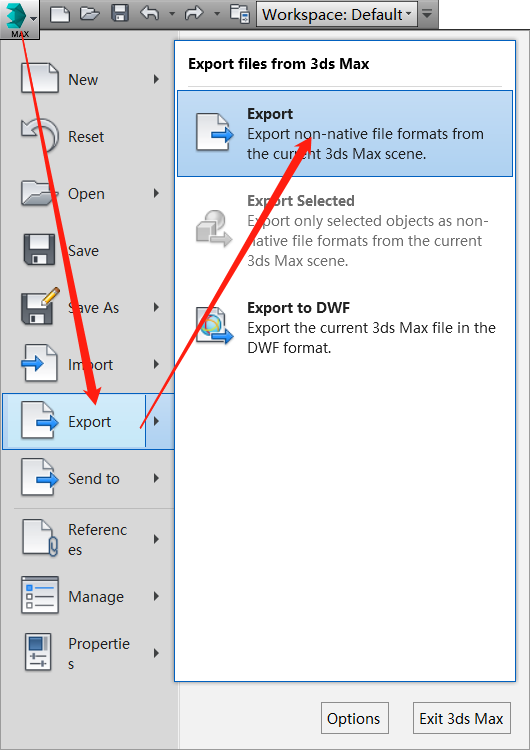 MAX
Workspace: Default
New
Reset
Open
Save
Save As
Import
Export
Send to
Referenc
es
Manage
Propertie
s
Export files from 3ds Max
Export
Export non-native file formats from
the current 3ds Max scene.
Export Selected
Export only selected objects as non-
native file formats from the current
3ds Max scene.
Export to DWF
Export the current 3ds Max file in the
DWF format.
Options
Exit 3ds Max